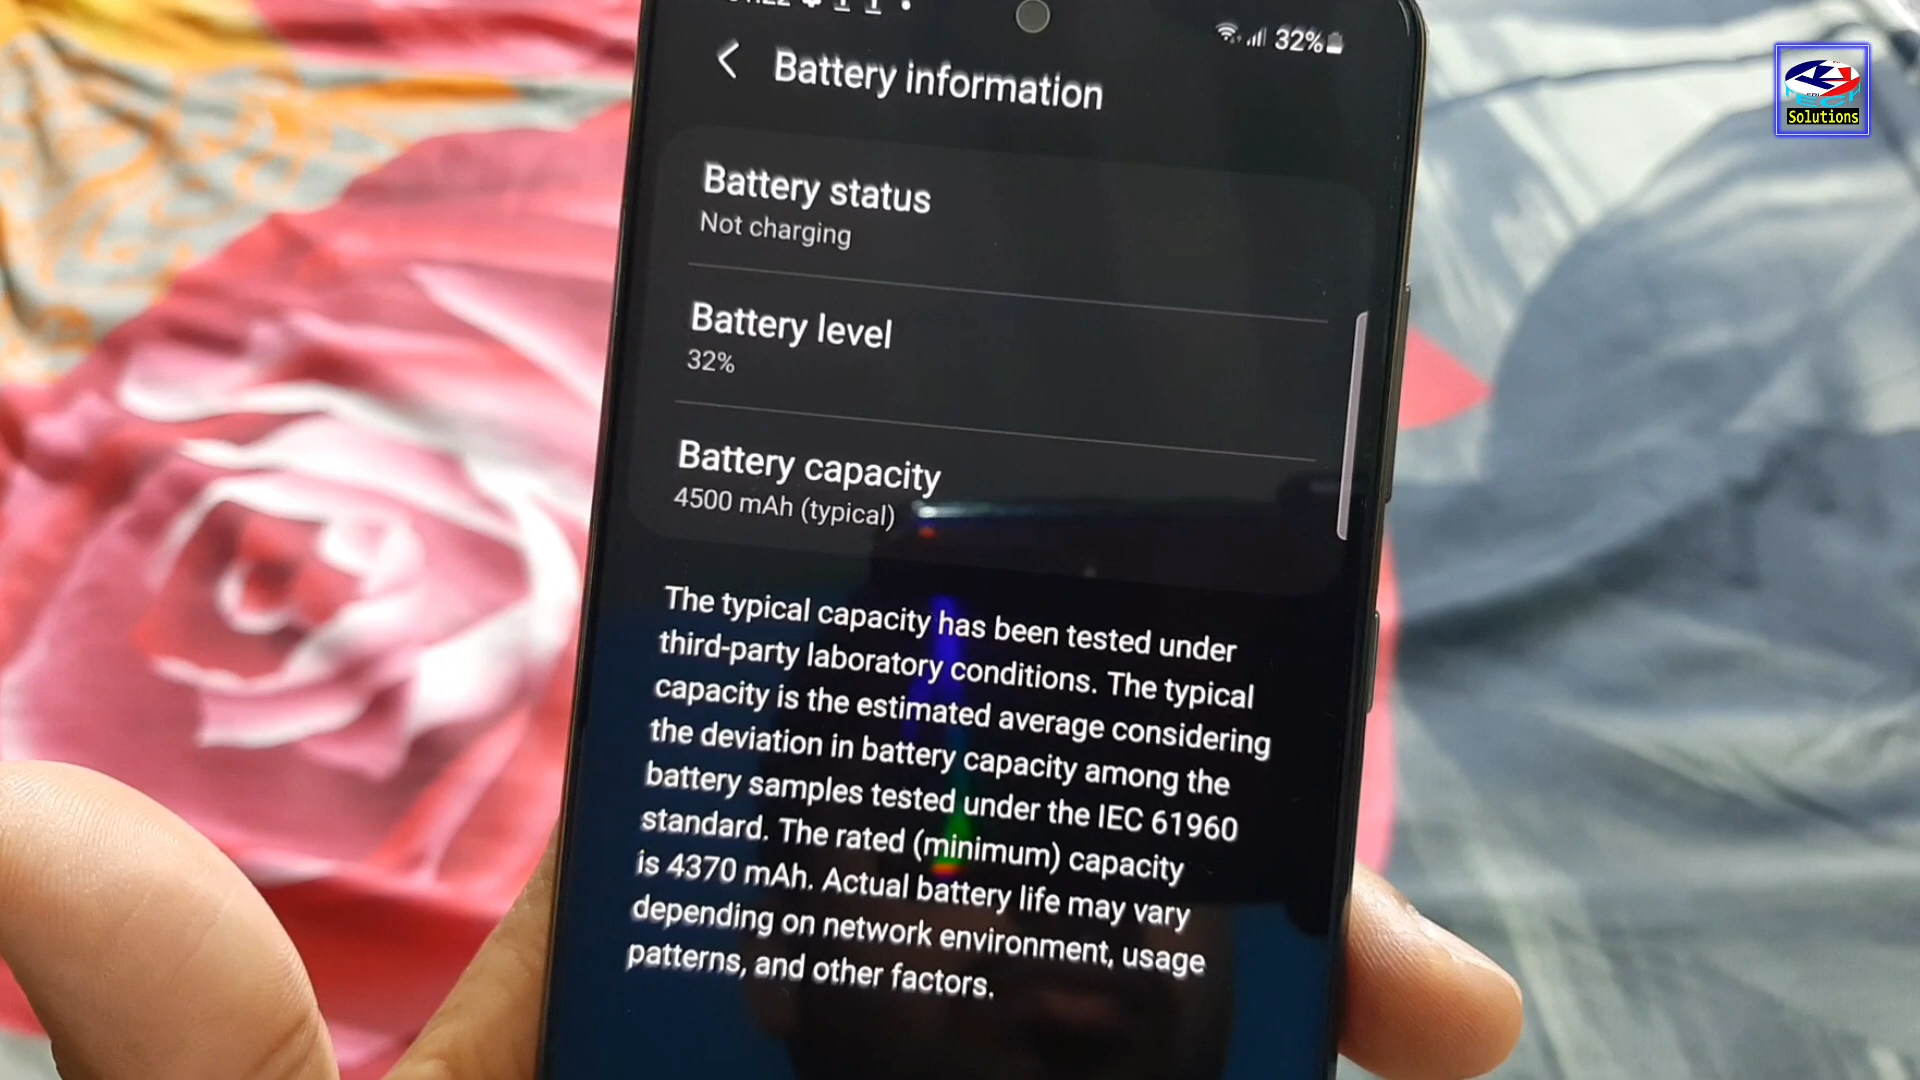 32%
Battery information
Battery status
Not charging
Battery level
32%
Battery capacity
4500 mAh (typical)
The typical capacity has been tested under
third-party laboratory conditions. The typical
capacity is the estimated average considering
the deviation in battery capacity among the
battery samples tested under the IEC 61960
standard. The rated (minimum) capacity
is 4370 mAh. Actual battery life may vary
depending on network environment, usage
patterns, and other factors.
Solutions